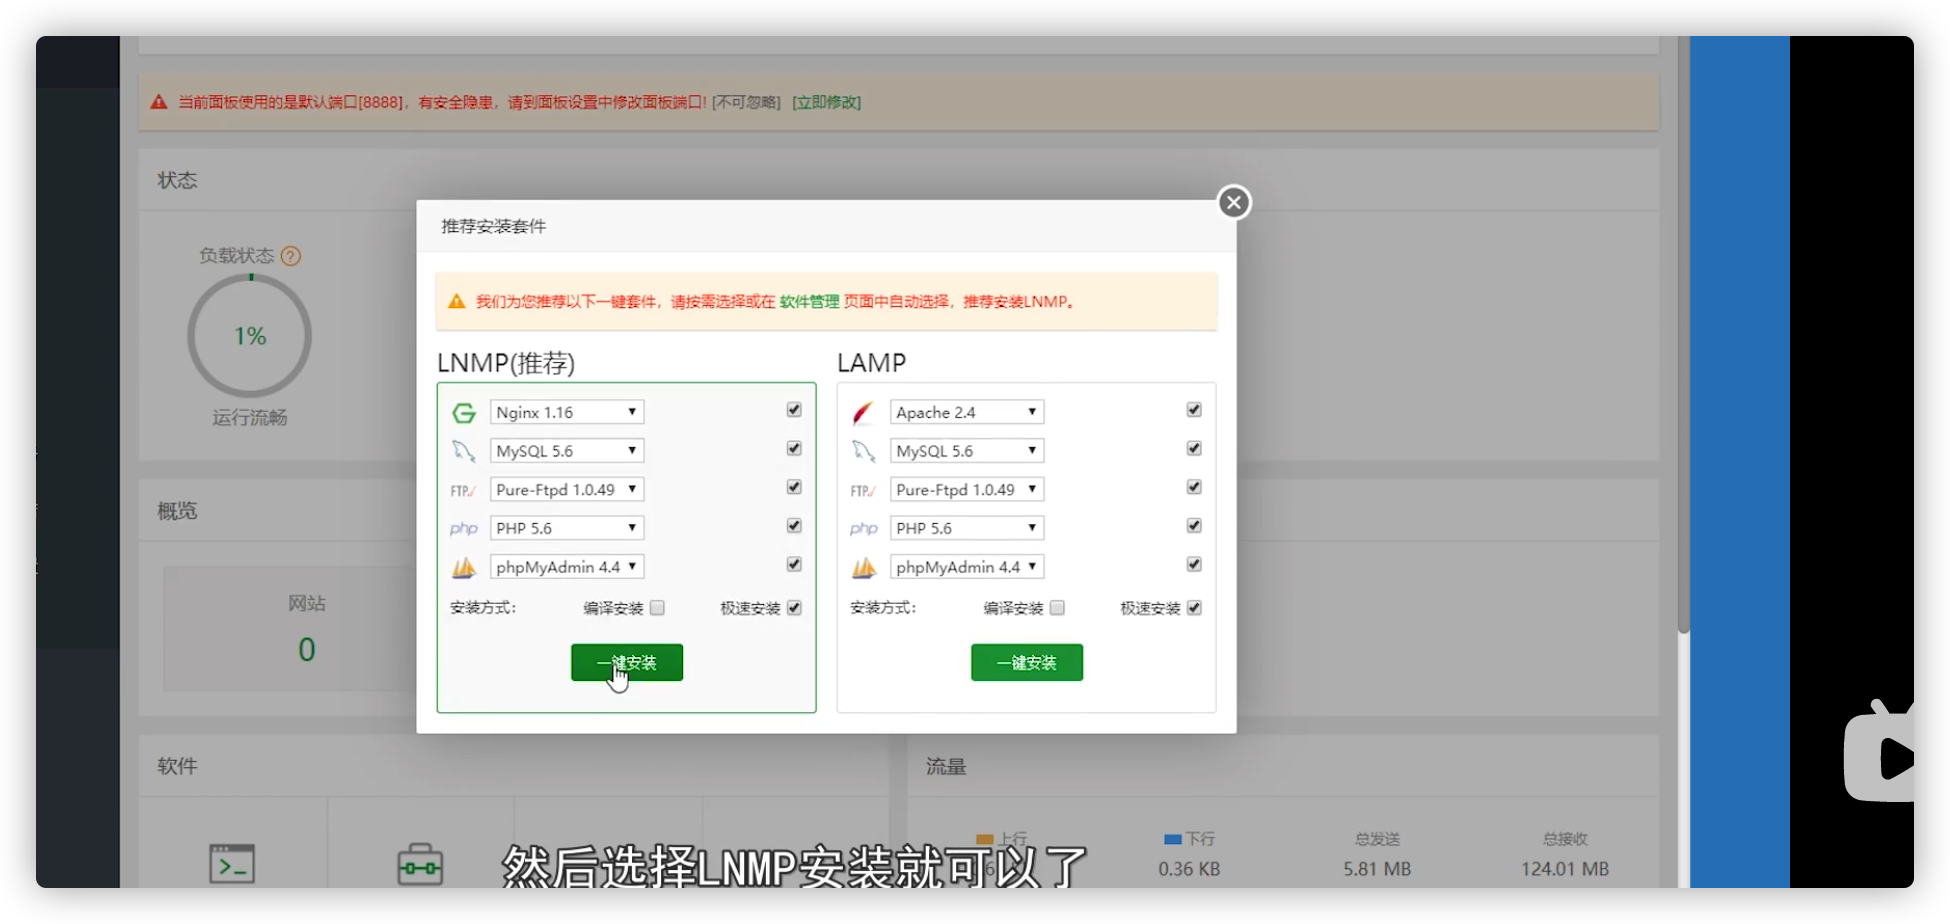 当前面板使用的是默认端口[8888]，有安全隐患，请到面板设置中修改面板端口! [不可忽略] [立即修改]
状态
负载状态 ?
1%
运行流畅
推荐安装套件
我们为您推荐以下一键套件，请按需选择或在 软件管理 页面中自动选择，推荐安装LNMP。
LNMP(推荐)
Nginx 1.16
MySQL 5.6
FTP
Pure-Ftpd 1.0.49
php
PHP 5.6
phpMyAdmin 4.4
安装方式： 编译安装 极速安装
一键安装
LAMP
Apache 2.4
MySQL 5.6
FTP
Pure-Ftpd 1.0.49
php
PHP 5.6
phpMyAdmin 4.4
安装方式： 编译安装 极速安装
一键安装
概览
网站
0
软件
流量
上行
下行
0.36 KB
总发送
5.81 MB
总接收
124.01 MB
然后选择LNMP安装就可以了